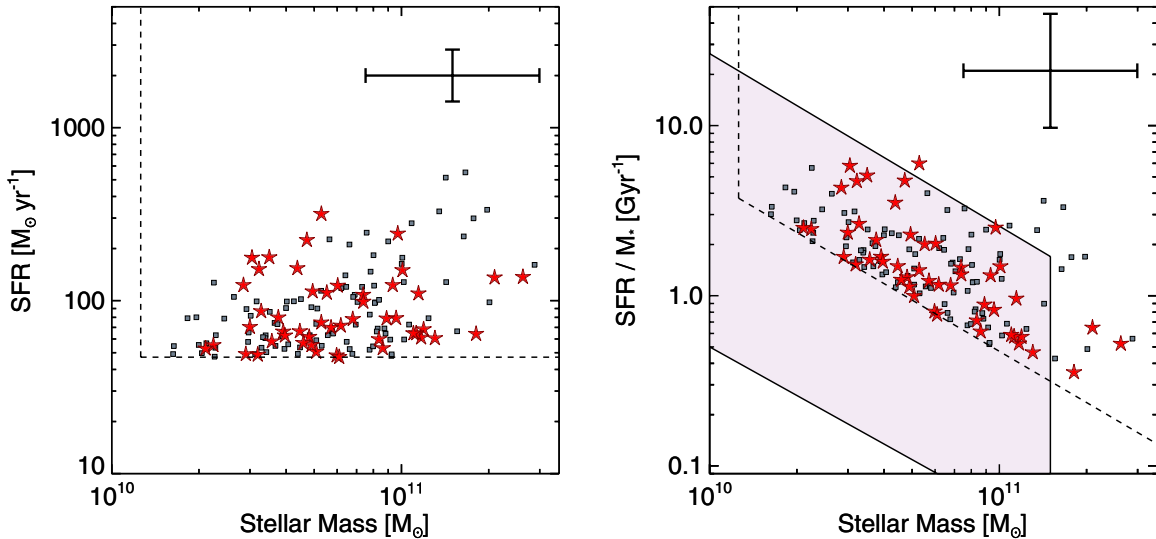 1000
100
10
SFR [M⊙ yr⁻¹]
10¹⁰
10¹¹
Stellar Mass [M⊙]
10.0
1.0
0.1
SFR / M* [Gyr⁻¹]
10¹⁰
10¹¹
Stellar Mass [M⊙]